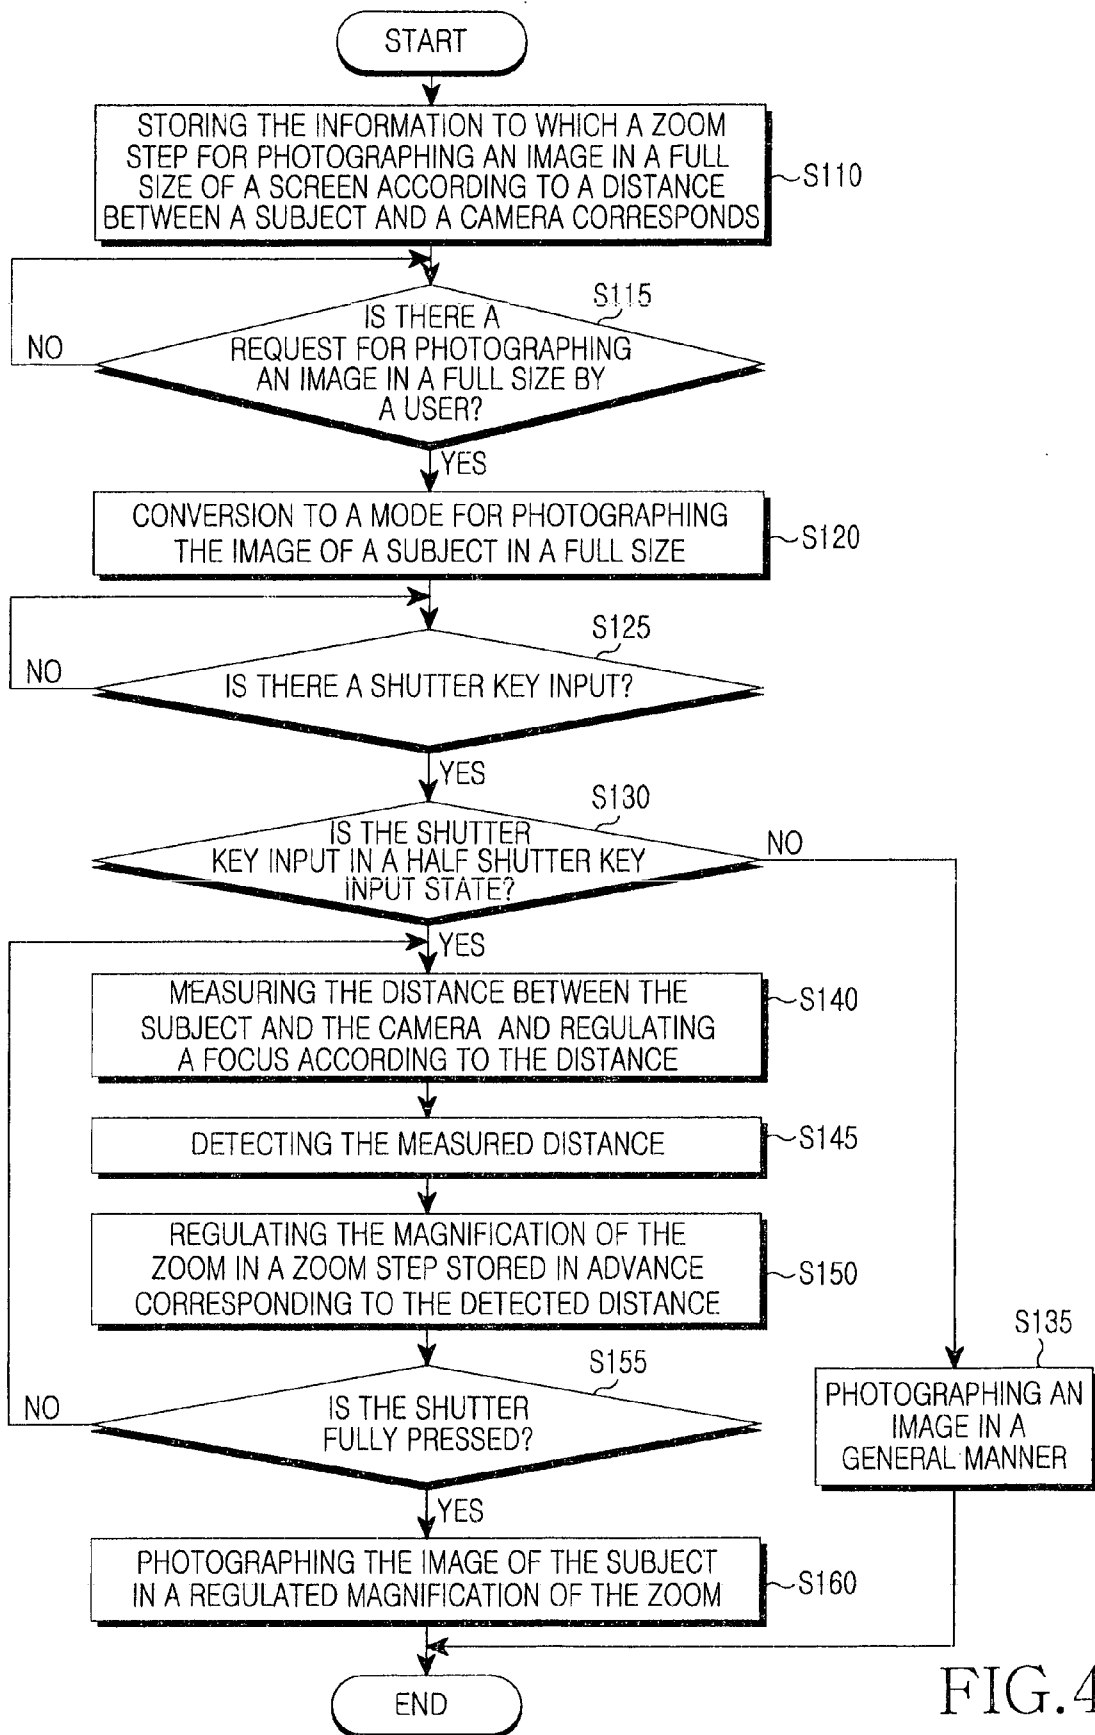 START
STORING THE INFORMATION TO WHICH A ZOOM
STEP FOR PHOTOGRAPHING AN IMAGE IN A FULL
SIZE OF A SCREEN ACCORDING TO A DISTANCE
BETWEEN A SUBJECT AND A CAMERA CORRESPONDS
S110
S115
IS THERE A
REQUEST FOR PHOTOGRAPHING
AN IMAGE IN A FULL SIZE BY
A USER?
NO
YES
CONVERSION TO A MODE FOR PHOTOGRAPHING
THE IMAGE OF A SUBJECT IN A FULL SIZE
S120
S125
NO
IS THERE A SHUTTER KEY INPUT?
YES
S130
IS THE SHUTTER
KEY INPUT IN A HALF SHUTTER KEY
INPUT STATE?
NO
YES
MEASURING THE DISTANCE BETWEEN THE
SUBJECT AND THE CAMERA AND REGULATING
A FOCUS ACCORDING TO THE DISTANCE
S140
DETECTING THE MEASURED DISTANCE
S145
REGULATING THE MAGNIFICATION OF THE
ZOOM IN A ZOOM STEP STORED IN ADVANCE
CORRESPONDING TO THE DETECTED DISTANCE
S150
S155
NO
IS THE SHUTTER
FULLY PRESSED?
YES
S135
PHOTOGRAPHING AN
IMAGE IN A
GENERAL MANNER
PHOTOGRAPHING THE IMAGE OF THE SUBJECT
IN A REGULATED MAGNIFICATION OF THE ZOOM
S160
END
FIG.4